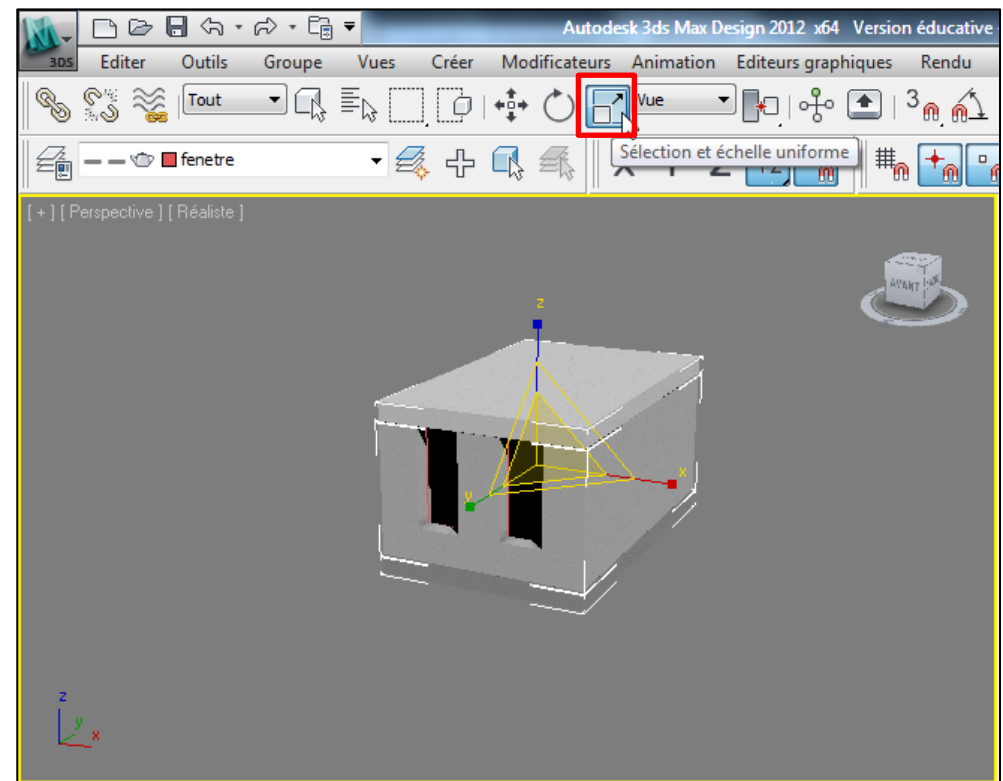 Autodesk 3ds Max Design 2012 x64 Version éducative -
3DS Editer Outils Groupe Vues Créer Modificateurs Animation Editeurs graphiques Rendu
Tout Vue 3
fenetre Sélection et échelle uniforme
[ + ] [ Perspective ] [ Réaliste ]
AVANT
z
x
y
z
y
x